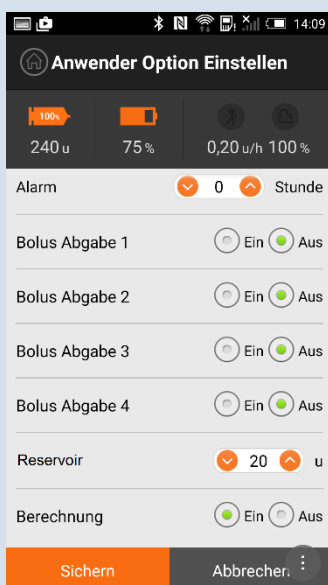 14:09
Anwender Option Einstellen
100%
240 u 75 % 0,20 u/h 100 %
Alarm 0 Stunde
Bolus Abgabe 1 Ein Aus
Bolus Abgabe 2 Ein Aus
Bolus Abgabe 3 Ein Aus
Bolus Abgabe 4 Ein Aus
Reservoir 20 u
Berechnung Ein Aus
Sichern Abbrechen